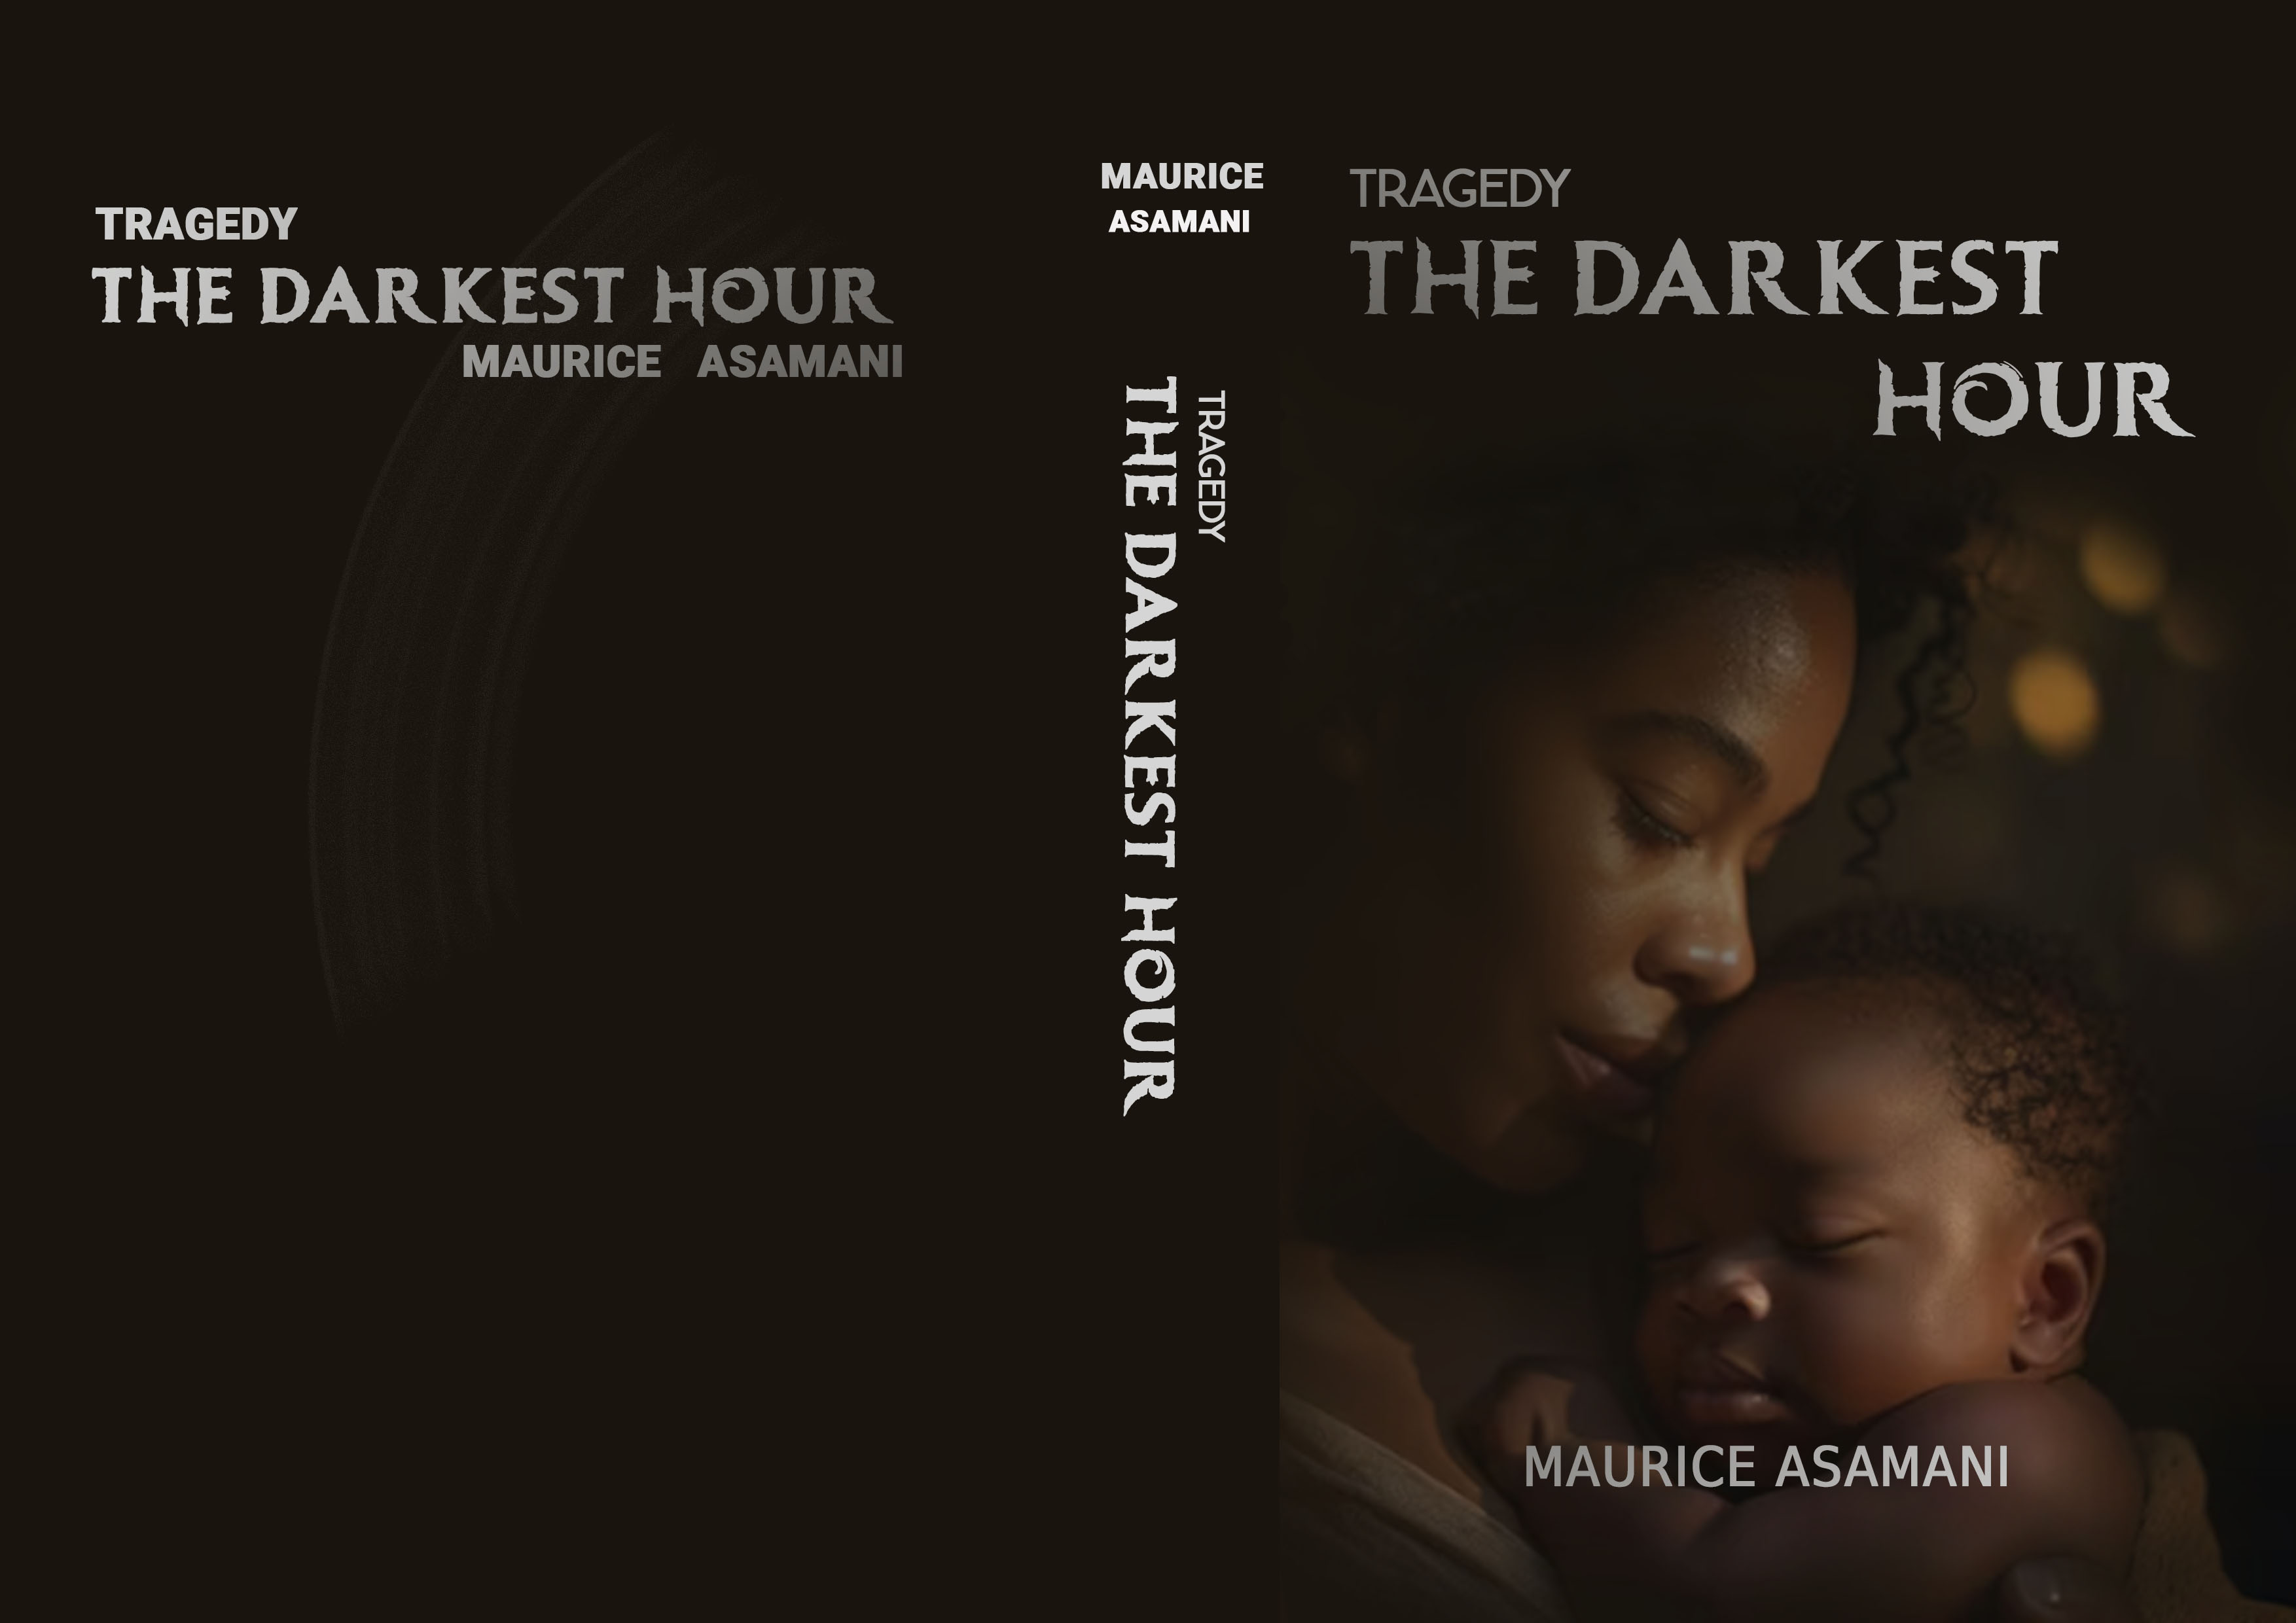 TRAGEDY
THE DARKEST HOUR
MAURICE ASAMANI
MAURICE
ASAMANI
TRAGEDY
THE DARKEST HOUR
TRAGEDY
THE DARKEST
HOUR
MAURICE ASAMANI